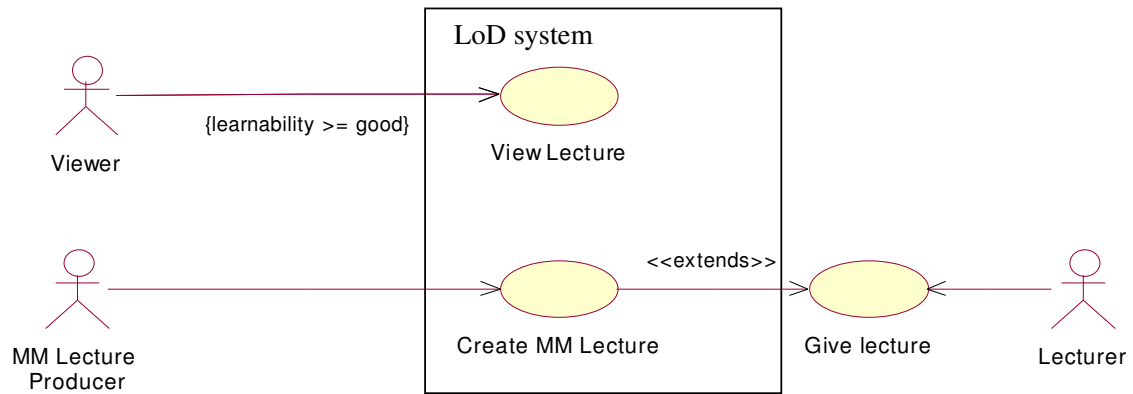 LoD system
{learnability >= good}
View Lecture
Viewer
<<extends>>
MM Lecture
Producer
Create MM Lecture
Give lecture
Lecturer